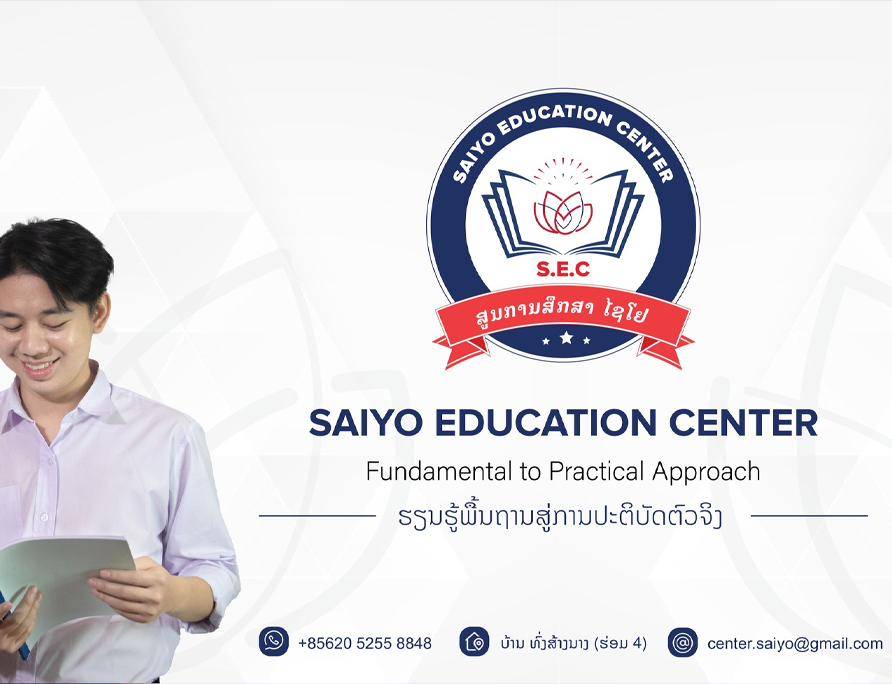 SAIYO EDUCATION CENTER
S.E.C
ສູນການສຶກສາ ໄຊໂຢ
SAIYO EDUCATION CENTER
Fundamental to Practical Approach
ຮຽນຮູ້ພື້ນຖານສູ່ການປະຕິບັດຕົວຈິງ
+85620 5255 8848
ບ້ານ ທົ່ງສ້າງນາງ (ຮ່ອມ 4)
center.saiyo@gmail.com